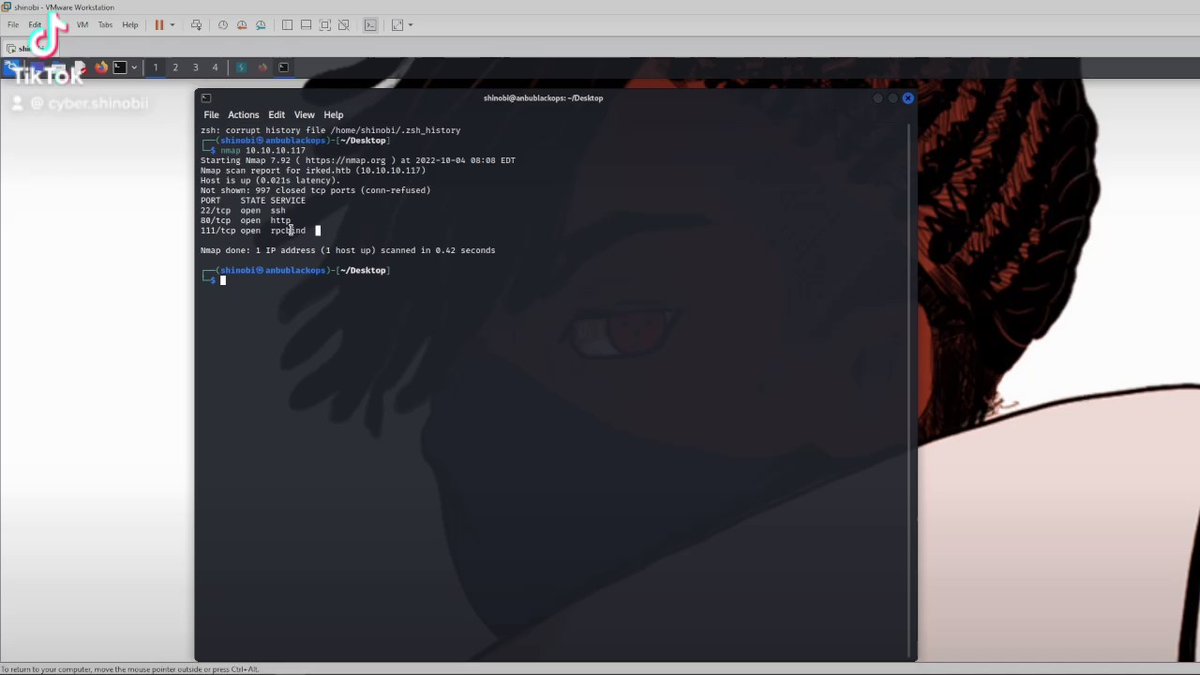 shinobi - VMware Workstation
File Edit VM Tabs Help
TikTok
@ cyber.shinobii
1 2 3 4
shinobi@anbublackops: ~/Desktop
File Actions Edit View Help
zsh: corrupt history file /home/shinobi/.zsh_history
(shinobi㉿anbublackops)-[~/Desktop]
$ nmap 10.10.10.117
Starting Nmap 7.92 ( https://nmap.org ) at 2022-10-04 08:08 EDT
Nmap scan report for irked.htb (10.10.10.117)
Host is up (0.021s latency).
Not shown: 997 closed tcp ports (conn-refused)
PORT STATE SERVICE
22/tcp open ssh
80/tcp open http
111/tcp open rpcbind
Nmap done: 1 IP address (1 host up) scanned in 0.42 seconds
(shinobi㉿anbublackops)-[~/Desktop]
$
To return to your computer, move the mouse pointer outside or press Ctrl+Alt.